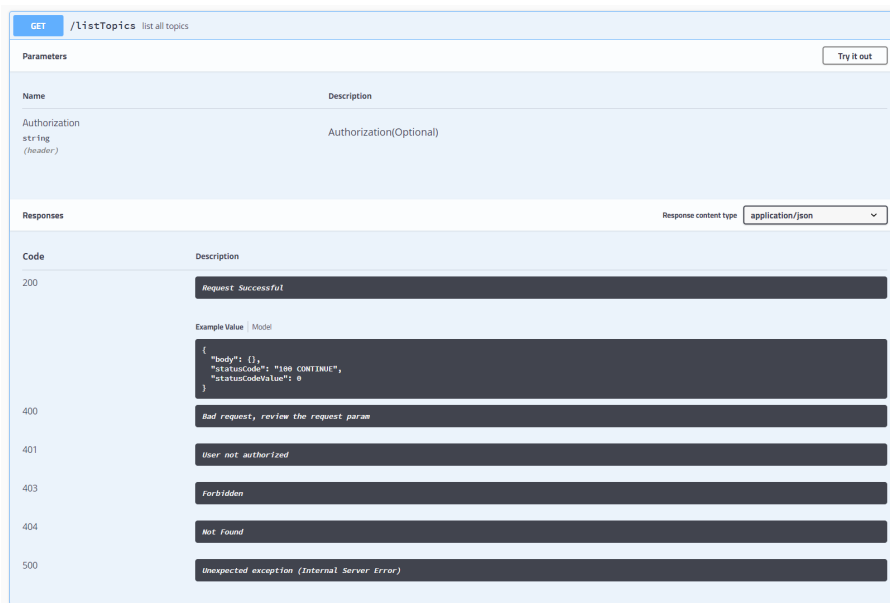 GET /listTopics list all topics
Parameters Try it out
Name Description
Authorization
string
(header)
Authorization(Optional)
Responses Response content type application/json
Code Description
200 Request Successful
Example Value Model
{
  "body": {},
  "statusCode": "100 CONTINUE",
  "statusCodeValue": 0
}
400 Bad request, review the request param
401 User not authorized
403 Forbidden
404 Not Found
500 Unexpected exception (Internal Server Error)